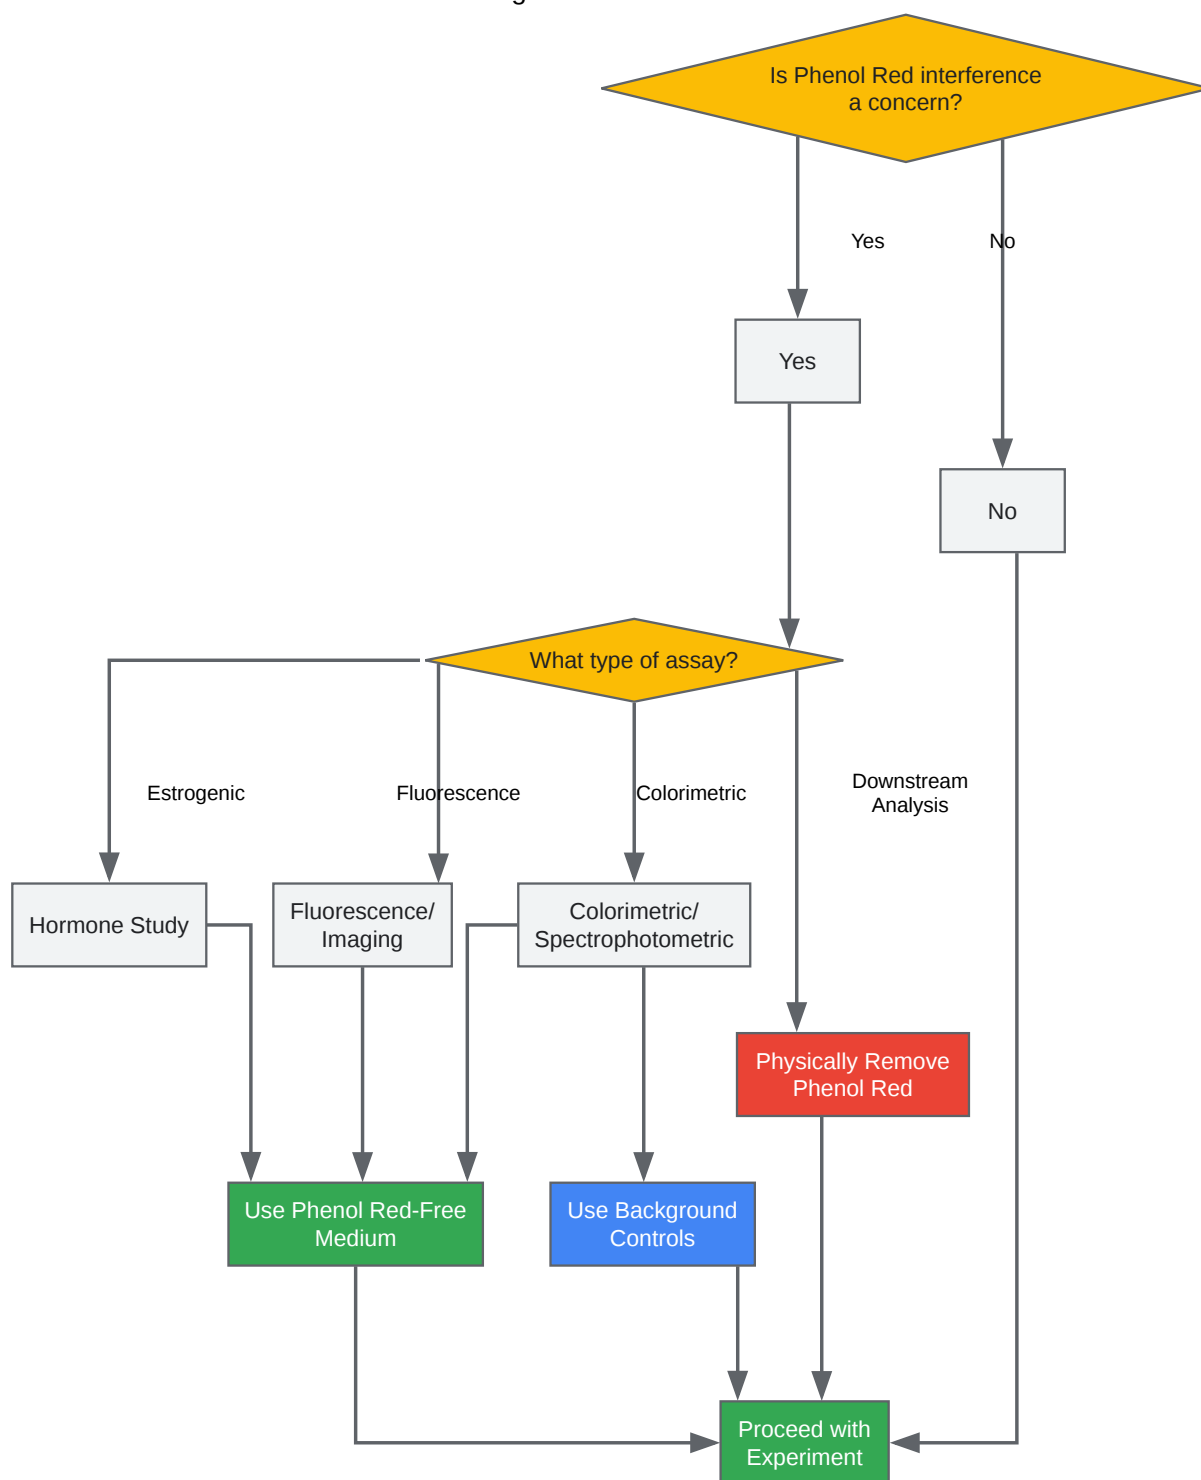 Is Phenol Red interference
a concern?
Yes
No
Yes
No
What type of assay?
Estrogenic
Fluorescence
Colorimetric
Downstream
Analysis
Hormone Study
Fluorescence/
Imaging
Colorimetric/
Spectrophotometric
Physically Remove
Phenol Red
Use Phenol Red-Free
Medium
Use Background
Controls
Proceed with
Experiment